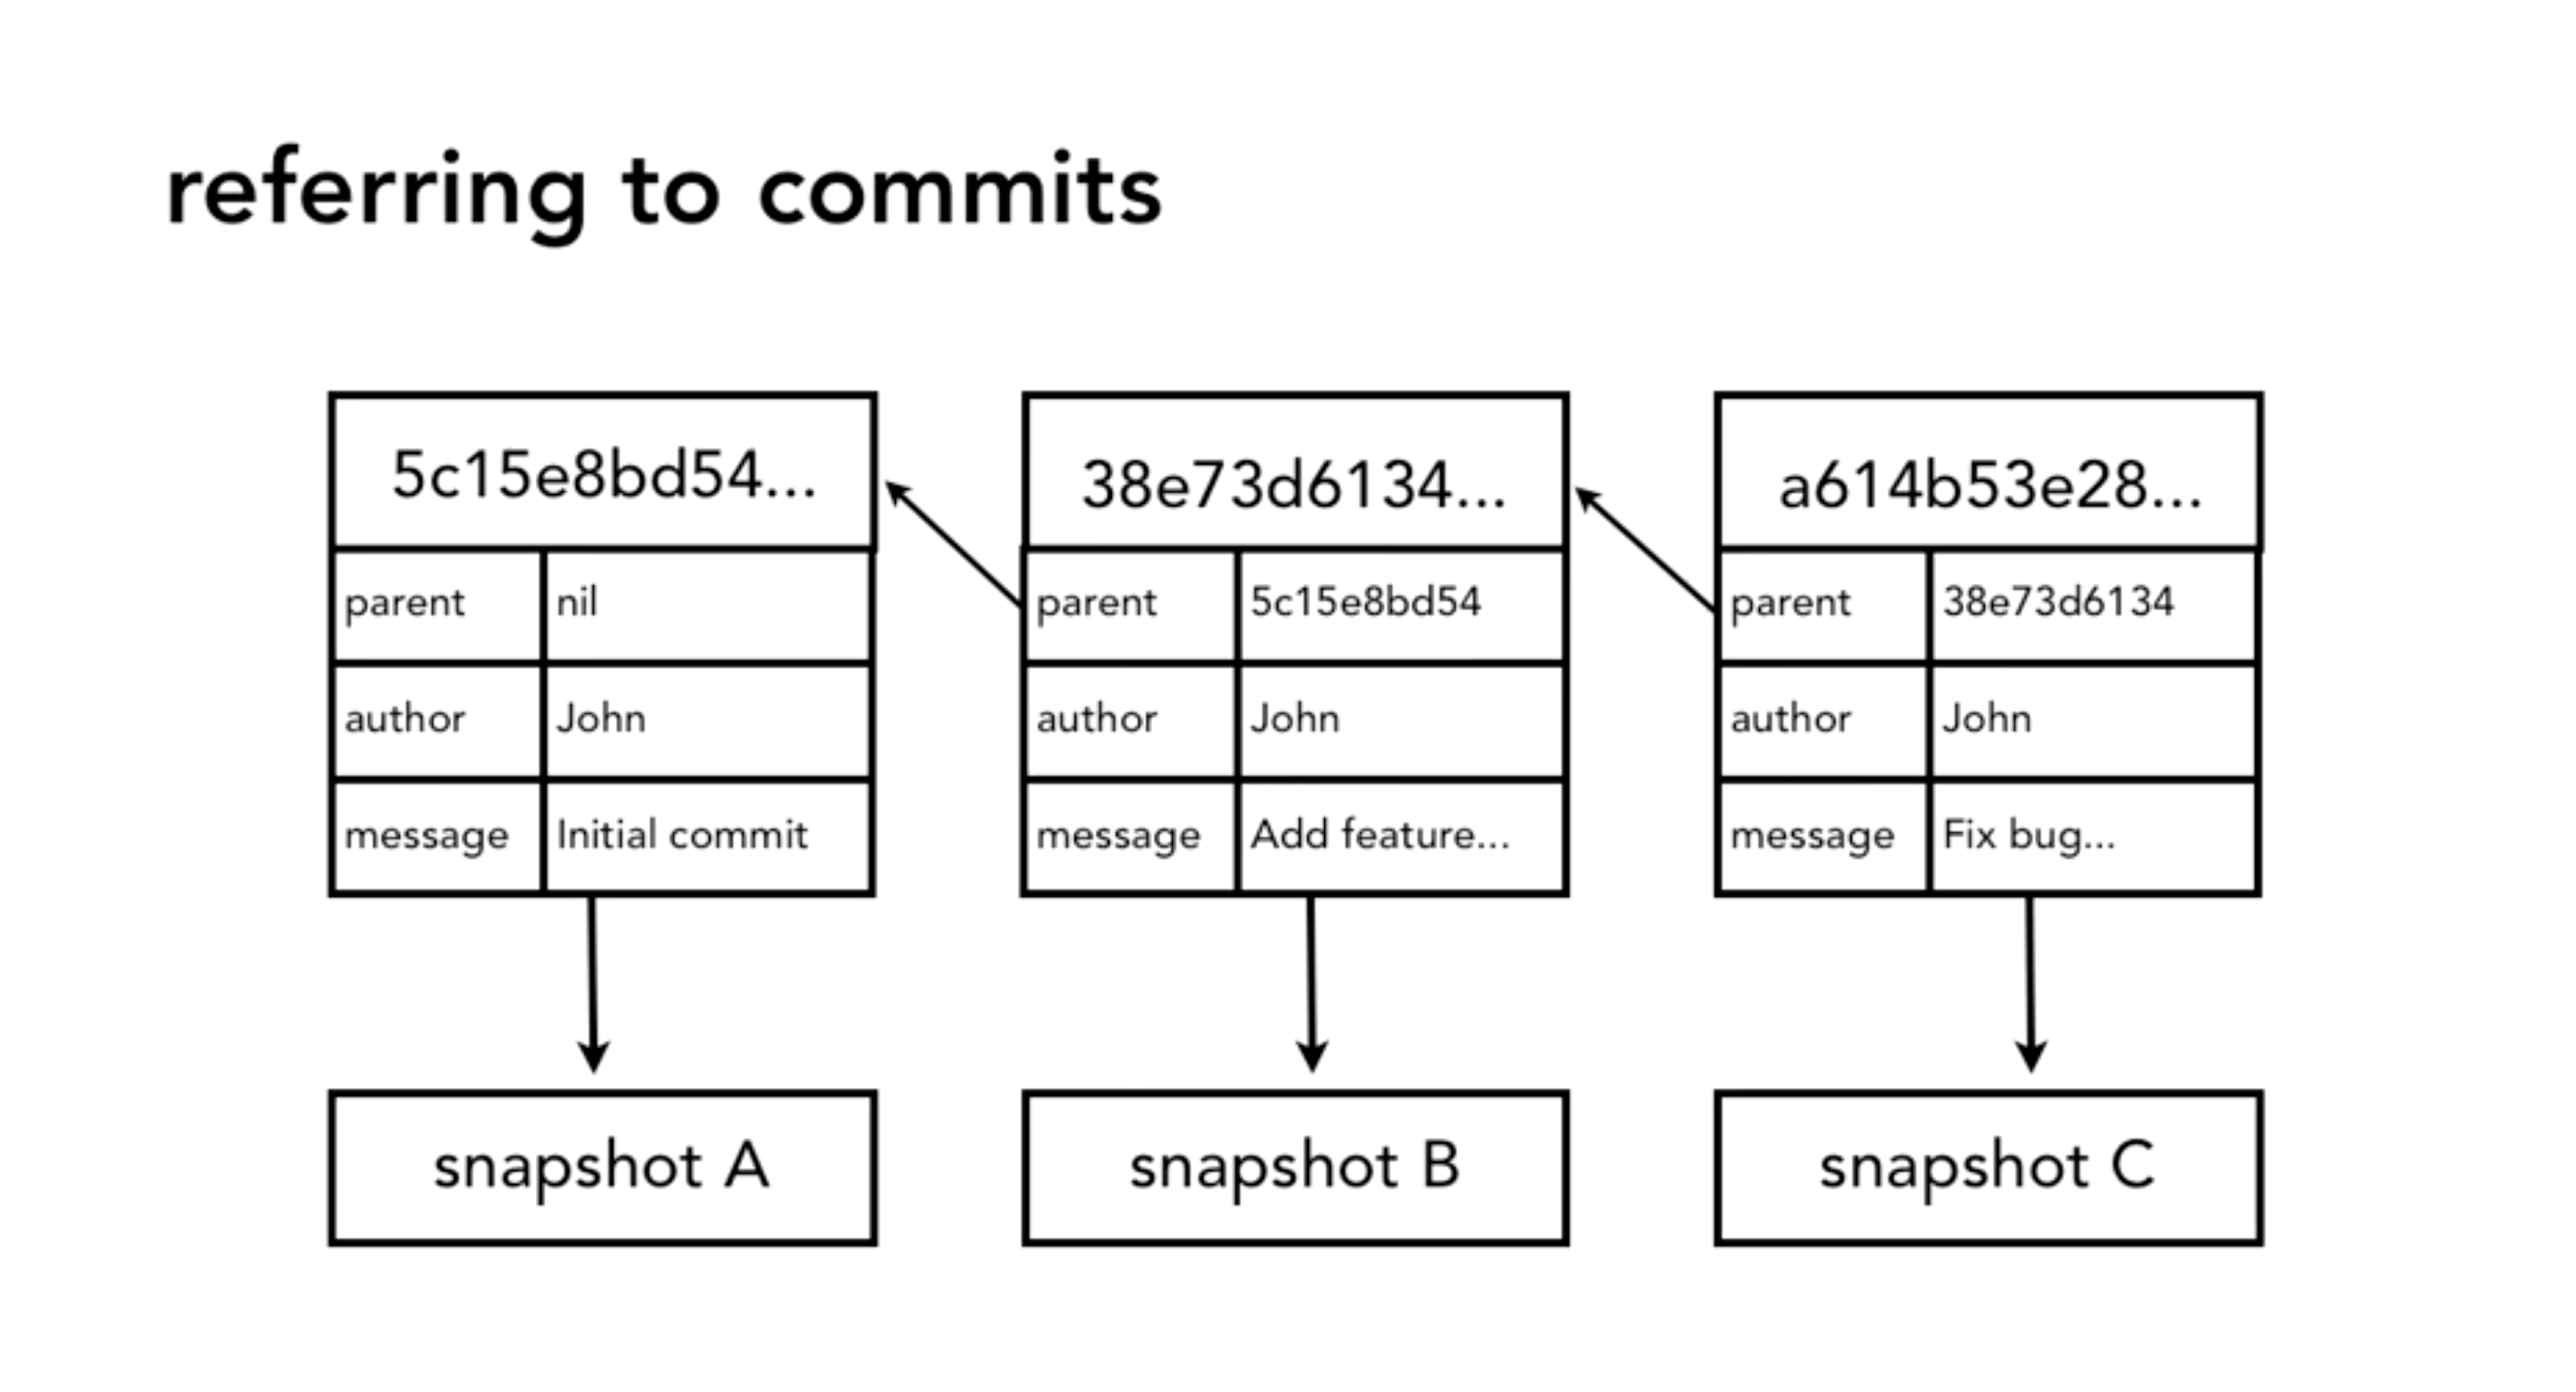 referring to commits
5c15e8bd54...
parent nil
author John
message Initial commit
38e73d6134...
parent 5c15e8bd54
author John
message Add feature...
a614b53e28...
parent 38e73d6134
author John
message Fix bug...
snapshot A
snapshot B
snapshot C